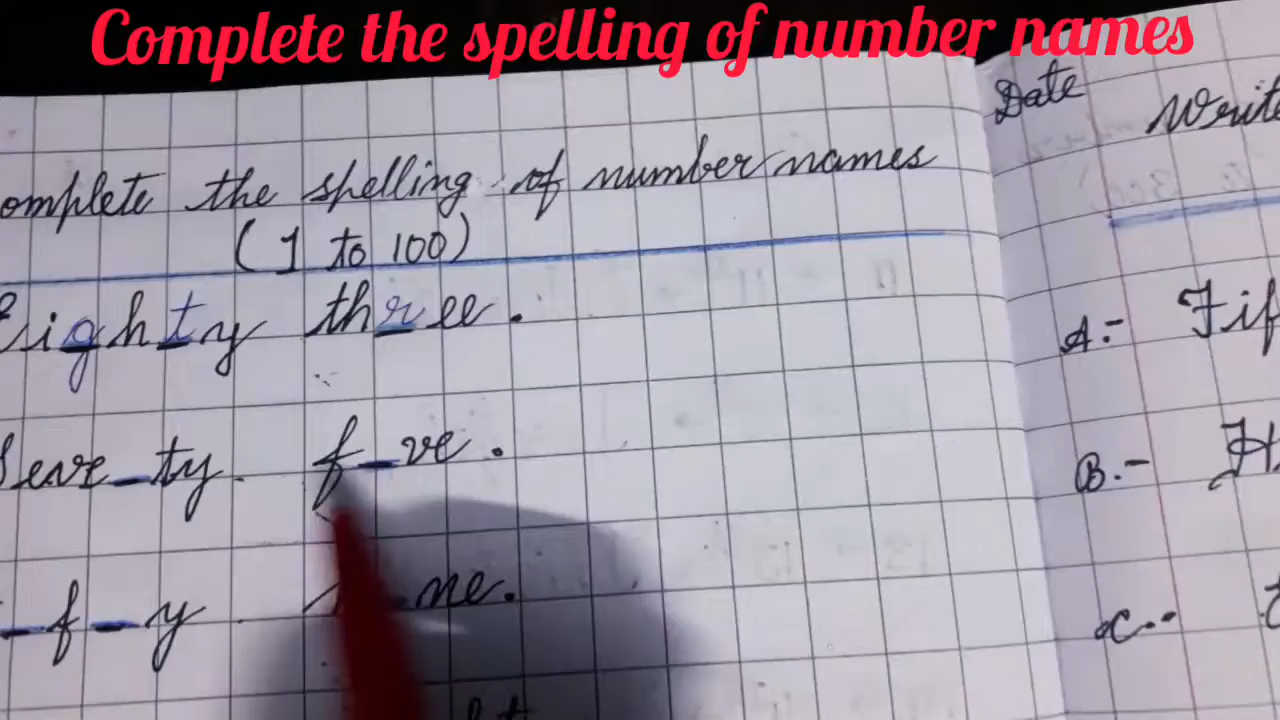 Complete the spelling of number names
omplete the spelling of number names
(1 to 100)
Eighty three.
Seve_ty. f_ve.
_f_y. ne.
Date
Write
A:- Fif
B.- H
C..